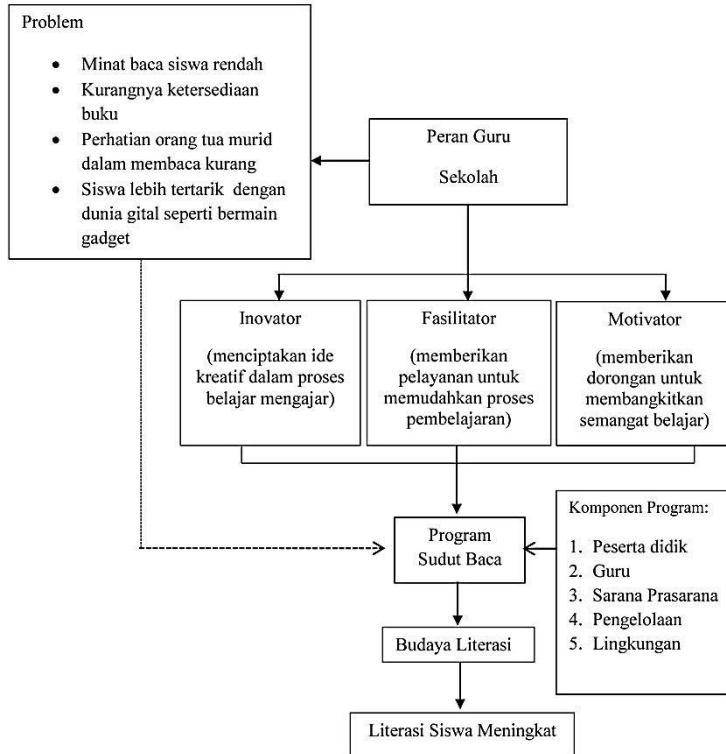 Problem
• Minat baca siswa rendah
• Kurangnya ketersediaan
buku
• Perhatian orang tua murid
dalam membaca kurang
• Siswa lebih tertarik dengan
dunia gital seperti bermain
gadget
Peran Guru
Sekolah
Inovator
(menciptakan ide
kreatif dalam proses
belajar mengajar)
Fasilitator
(memberikan
pelayanan untuk
memudahkan proses
pembelajaran)
Motivator
(memberikan
dorongan untuk
membangkitkan
semangat belajar)
Program
Sudut Baca
Komponen Program:
1. Peserta didik
2. Guru
3. Sarana Prasarana
4. Pengelolaan
5. Lingkungan
Budaya Literasi
Literasi Siswa Meningkat